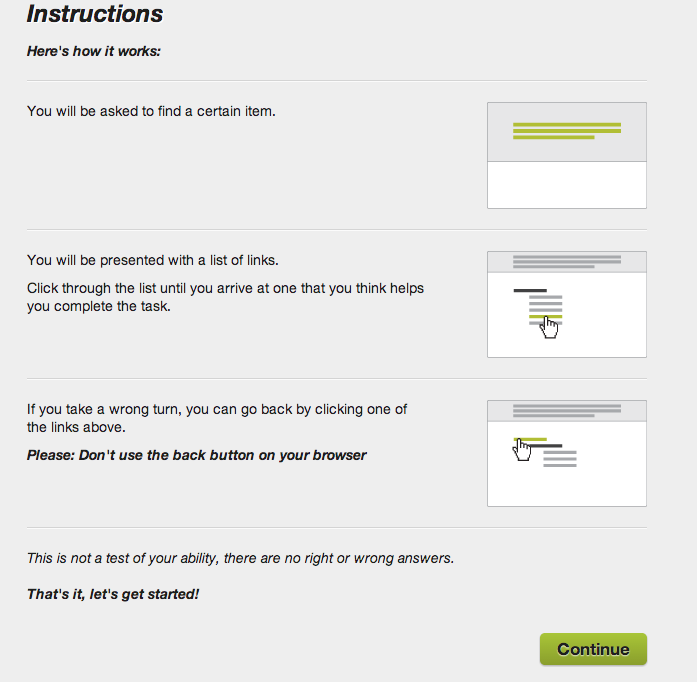 Instructions
Here's how it works:
You will be asked to find a certain item.
You will be presented with a list of links.
Click through the list until you arrive at one that you think helps
you complete the task.
If you take a wrong turn, you can go back by clicking one of
the links above.
Please: Don't use the back button on your browser
This is not a test of your ability, there are no right or wrong answers.
That's it, let's get started!
Continue